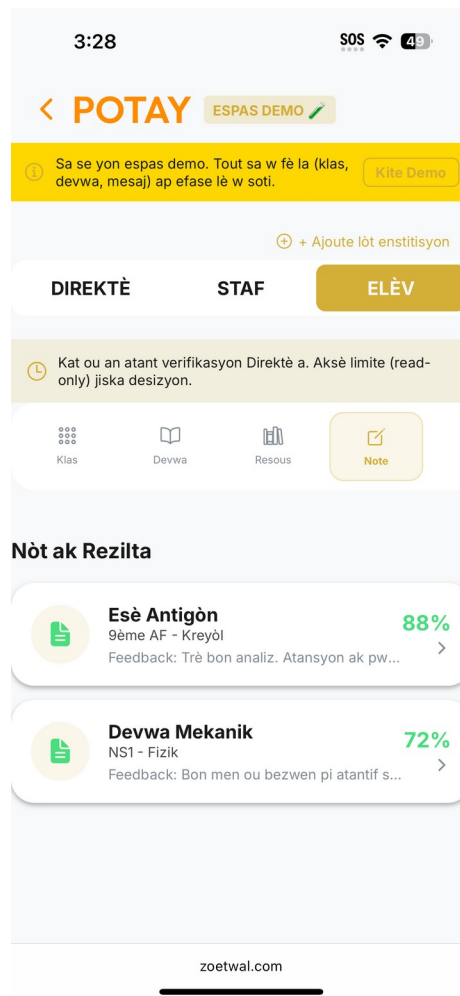 3:28
SOS
49
POTAY
ESPAS DEMO
Sa se yon espas demo. Tout sa w fè la (klas,
devwa, mesaj) ap efase lè w soti.
Kite Demo
+ Ajoute lòt enstitisyon
DIREKTÈ
STAF
ELÈV
Kat ou an atant verifikasyon Direktè a. Aksè limite (read-
only) jiska desizyon.
Klas
Devwa
Resous
Note
Nòt ak Rezilta
Esè Antigòn
88%
9ème AF - Kreyòl
Feedback: Trè bon analiz. Atansyon ak pw...
Devwa Mekanik
72%
NS1 - Fizik
Feedback: Bon men ou bezwen pi atantif s...
zoetwal.com